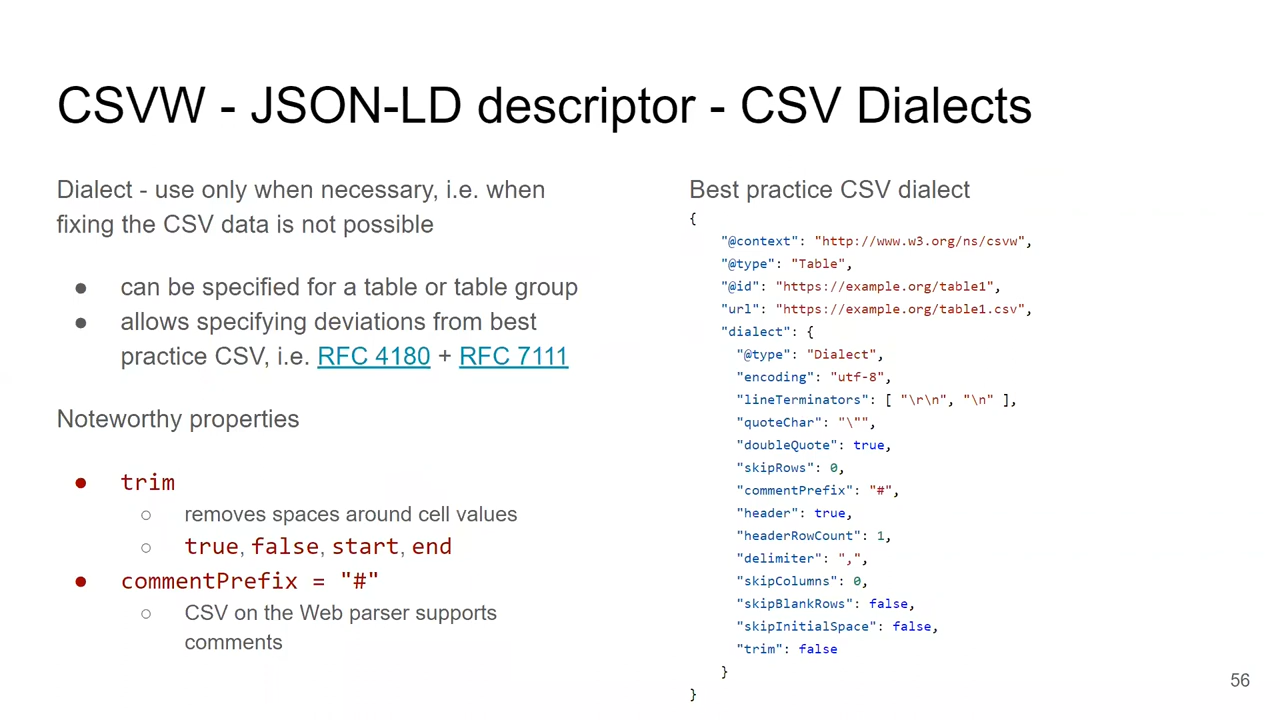 CSVW - JSON-LD descriptor - CSV Dialects
Dialect - use only when necessary, i.e. when
fixing the CSV data is not possible
● can be specified for a table or table group
● allows specifying deviations from best
practice CSV, i.e. RFC 4180 + RFC 7111
Noteworthy properties
● trim
○ removes spaces around cell values
○ true, false, start, end
● commentPrefix = "#"
○ CSV on the Web parser supports
comments
Best practice CSV dialect
{
"@context": "http://www.w3.org/ns/csvw",
"@type": "Table",
"@id": "https://example.org/table1",
"url": "https://example.org/table1.csv",
"dialect": {
"@type": "Dialect",
"encoding": "utf-8",
"lineTerminators": [ "\r\n", "\n" ],
"quoteChar": "\"",
"doubleQuote": true,
"skipRows": 0,
"commentPrefix": "#",
"header": true,
"headerRowCount": 1,
"delimiter": ",",
"skipColumns": 0,
"skipBlankRows": false,
"skipInitialSpace": false,
"trim": false
}
}
56